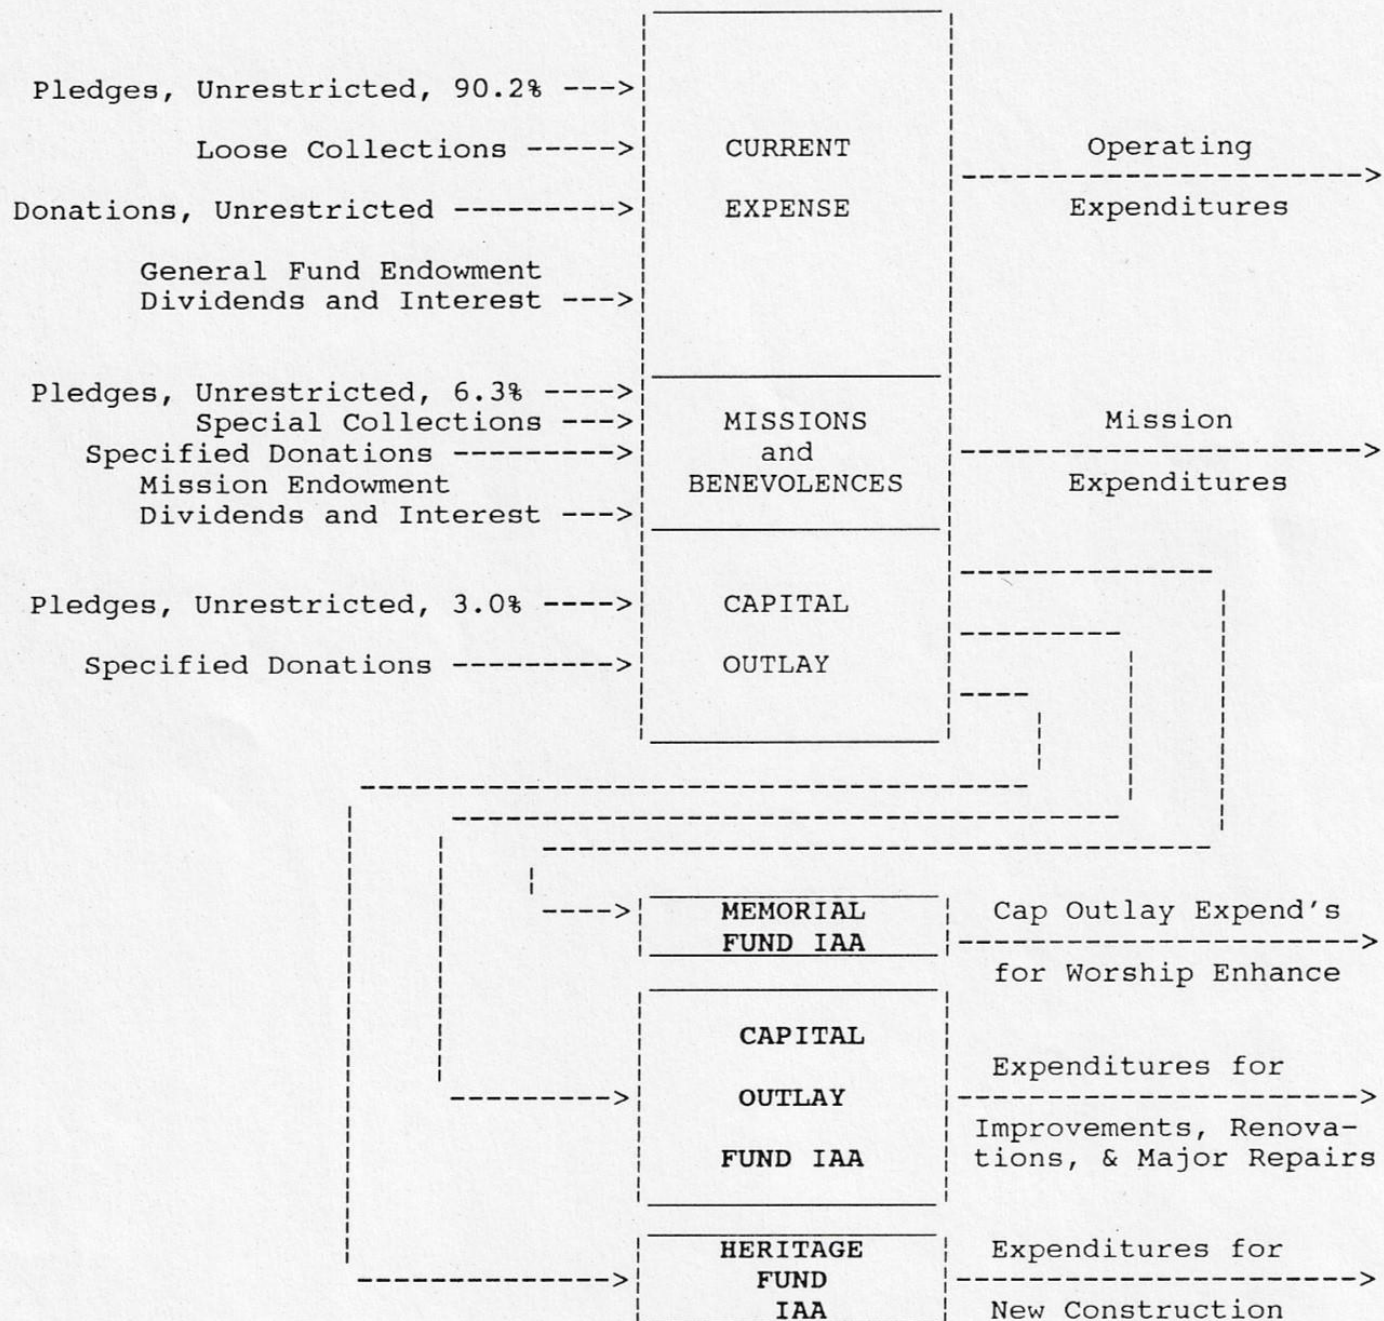 Pledges, Unrestricted, 90.2% --->
Loose Collections ----->
CURRENT
Operating
Donations, Unrestricted --------->
EXPENSE
Expenditures
General Fund Endowment
Dividends and Interest --->
Pledges, Unrestricted, 6.3% ---->
Special Collections --->
MISSIONS
Mission
Specified Donations --------->
and
Mission Endowment
BENEVOLENCES
Expenditures
Dividends and Interest --->
Pledges, Unrestricted, 3.0% ---->
CAPITAL
Specified Donations --------->
OUTLAY
MEMORIAL
Cap Outlay Expend's
FUND IAA
for Worship Enhance
CAPITAL
Expenditures for
OUTLAY
Improvements, Renova-
FUND IAA
tions, & Major Repairs
HERITAGE
Expenditures for
FUND
IAA
New Construction